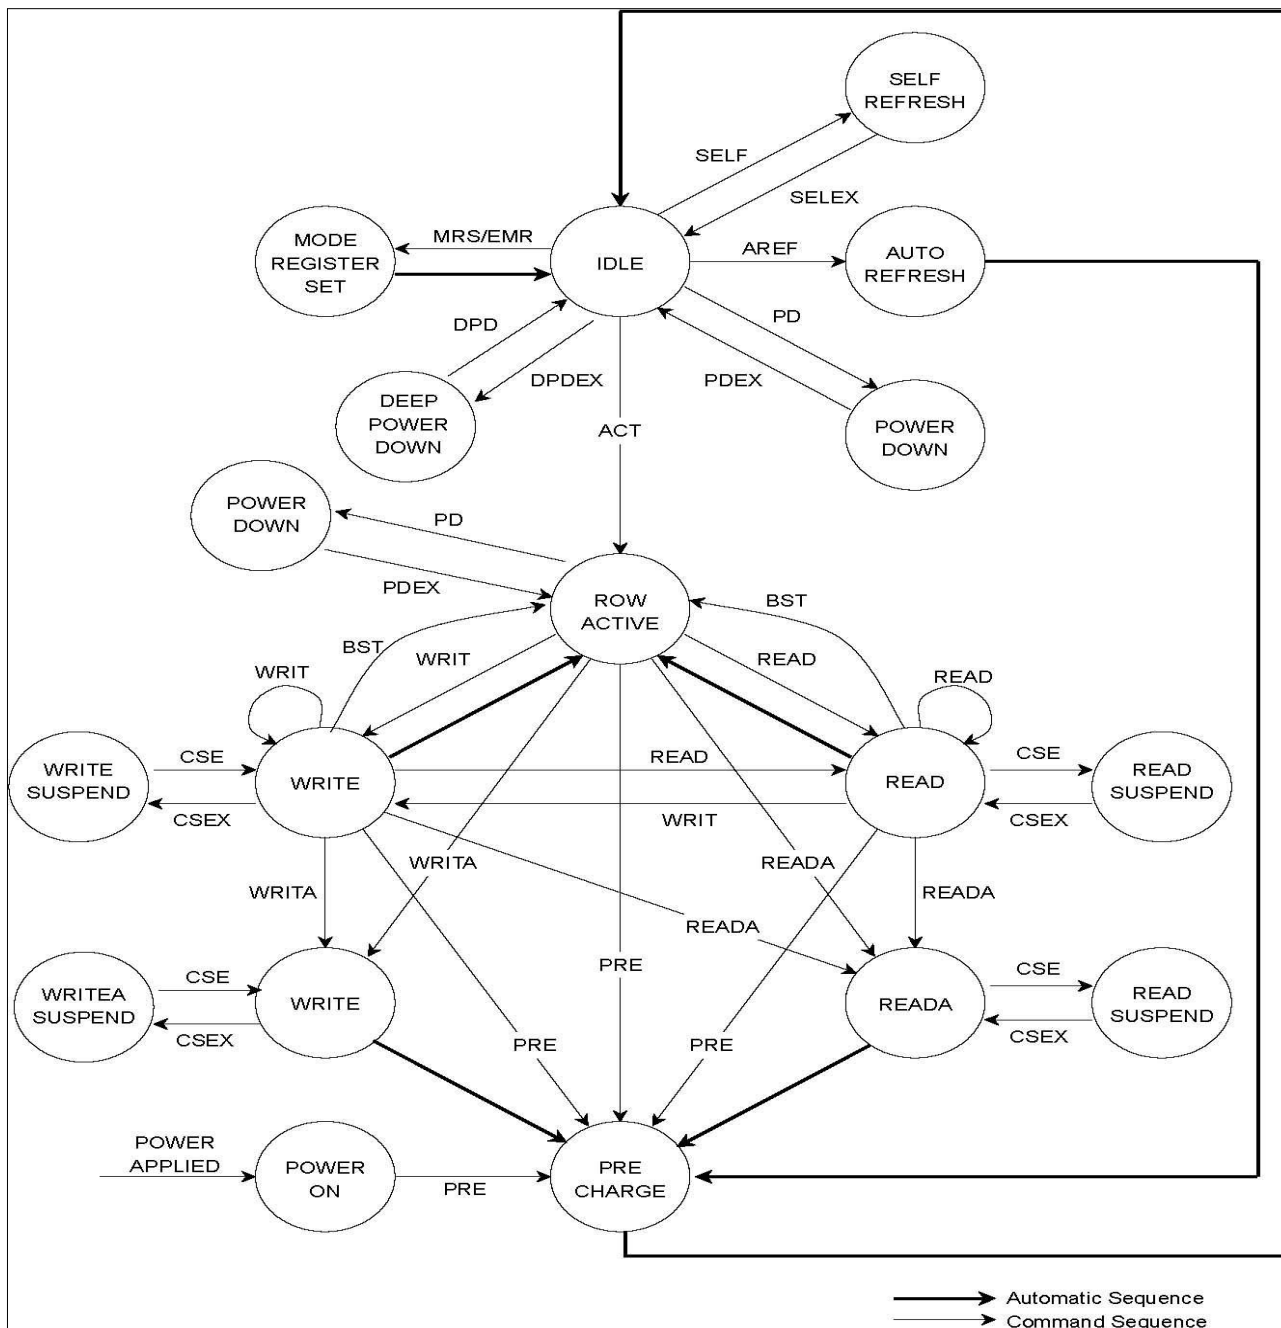 SELF
REFRESH
SELF
SELEX
MODE
REGISTER
SET
MRS/EMR
IDLE
AREF
AUTO
REFRESH
DPD
DPDEX
PD
PDEX
DEEP
POWER
DOWN
ACT
POWER
DOWN
POWER
DOWN
PD
PDEX
ROW
ACTIVE
BST
BST
WRIT
READ
WRIT
READ
WRITE
SUSPEND
CSE
CSEX
WRITE
READ
WRIT
READ
CSE
CSEX
READ
SUSPEND
WRITA
WRITA
READA
READA
READA
WRITEA
SUSPEND
CSE
CSEX
WRITE
PRE
PRE
PRE
READA
CSE
CSEX
READ
SUSPEND
POWER
APPLIED
POWER
ON
PRE
PRE
CHARGE
Automatic Sequence
Command Sequence